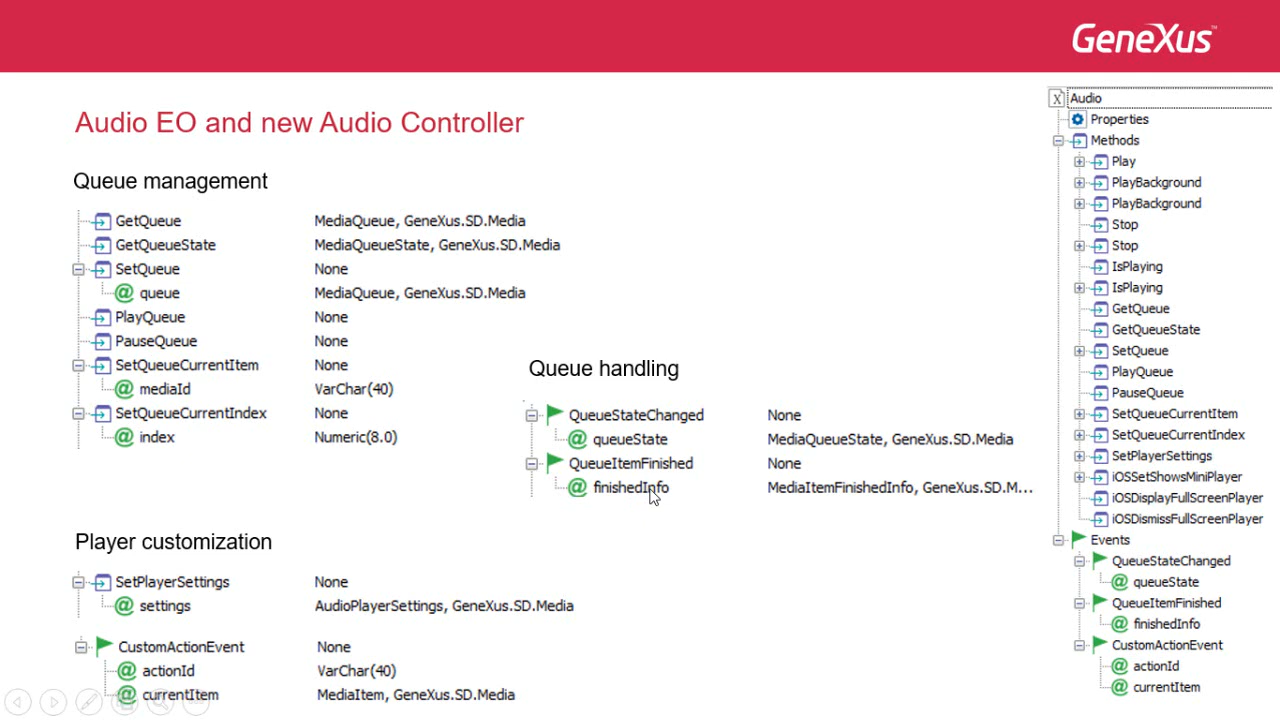 GeneXus™
Audio EO and new Audio Controller
Queue management
GetQueue MediaQueue, GeneXus.SD.Media
GetQueueState MediaQueueState, GeneXus.SD.Media
SetQueue None
queue MediaQueue, GeneXus.SD.Media
PlayQueue None
PauseQueue None
SetQueueCurrentItem None
mediaId VarChar(40)
SetQueueCurrentIndex None
index Numeric(8.0)
Queue handling
QueueStateChanged None
queueState MediaQueueState, GeneXus.SD.Media
QueueItemFinished None
finishedInfo MediaItemFinishedInfo, GeneXus.SD.M...
Player customization
SetPlayerSettings None
settings AudioPlayerSettings, GeneXus.SD.Media
CustomActionEvent None
actionId VarChar(40)
currentItem MediaItem, GeneXus.SD.Media
Audio
Properties
Methods
Play
PlayBackground
PlayBackground
Stop
Stop
IsPlaying
IsPlaying
GetQueue
GetQueueState
SetQueue
PlayQueue
PauseQueue
SetQueueCurrentItem
SetQueueCurrentIndex
SetPlayerSettings
iOSSetShowsMiniPlayer
iOSDisplayFullScreenPlayer
iOSDismissFullScreenPlayer
Events
QueueStateChanged
queueState
QueueItemFinished
finishedInfo
CustomActionEvent
actionId
currentItem